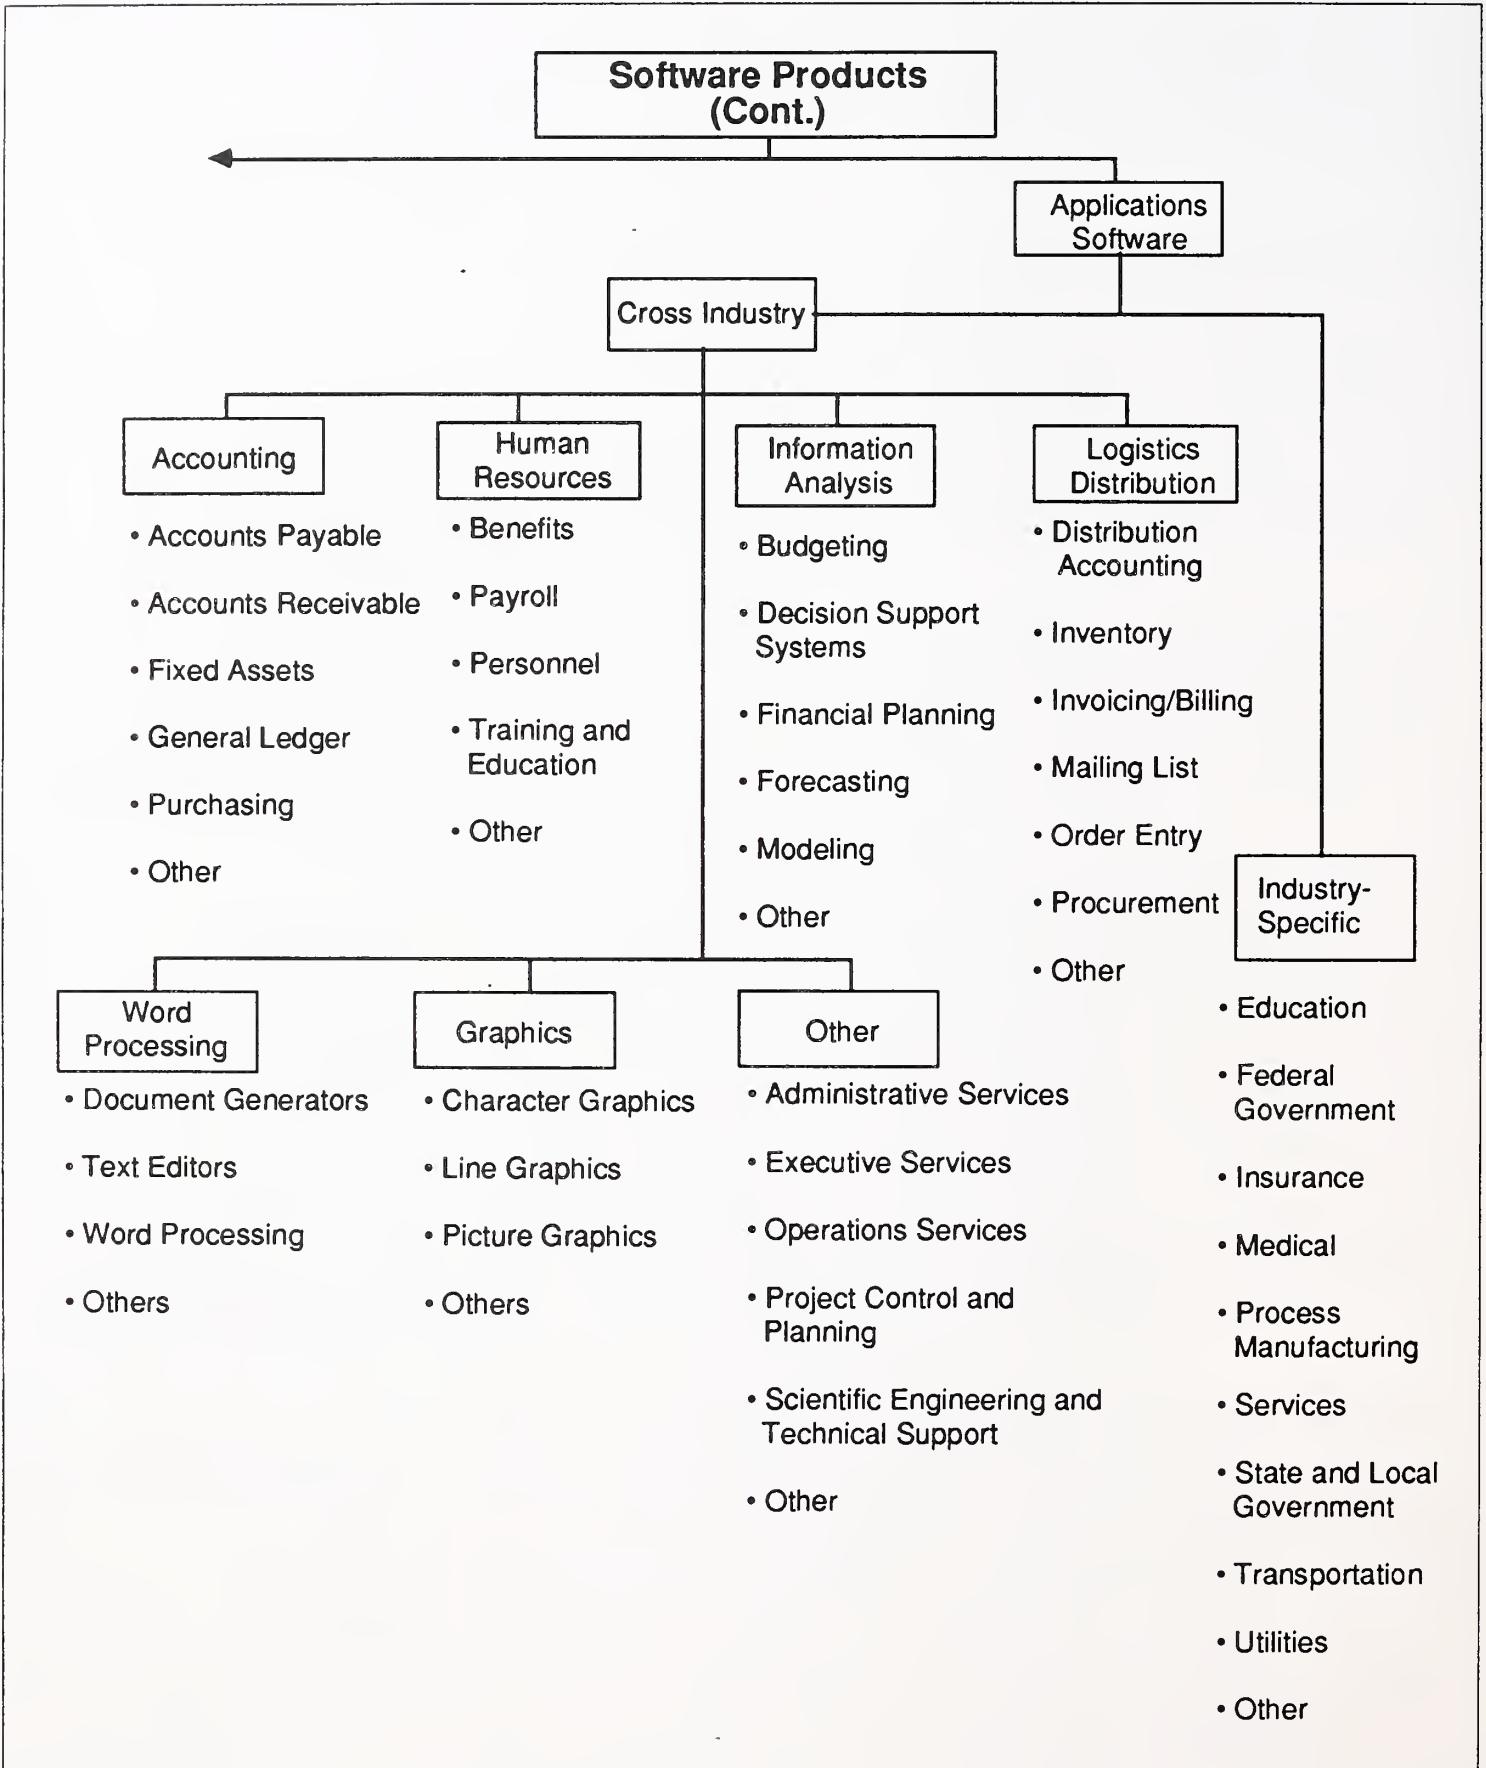 Software Products
(Cont.)
Applications
Software
Cross Industry
Accounting
• Accounts Payable
• Accounts Receivable
• Fixed Assets
• General Ledger
• Purchasing
• Other
Human
Resources
• Benefits
• Payroll
• Personnel
• Training and
Education
• Other
Information
Analysis
• Budgeting
• Decision Support
Systems
• Financial Planning
• Forecasting
• Modeling
• Other
Logistics
Distribution
• Distribution
Accounting
• Inventory
• Invoicing/Billing
• Mailing List
• Order Entry
• Procurement
• Other
Word
Processing
• Document Generators
• Text Editors
• Word Processing
• Others
Graphics
• Character Graphics
• Line Graphics
• Picture Graphics
• Others
Other
• Administrative Services
• Executive Services
• Operations Services
• Project Control and
Planning
• Scientific Engineering and
Technical Support
• Other
Industry-
Specific
• Education
• Federal
Government
• Insurance
• Medical
• Process
Manufacturing
• Services
• State and Local
Government
• Transportation
• Utilities
• Other